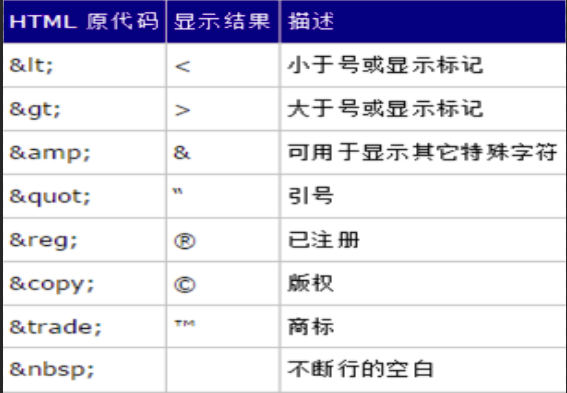 HTML 原代码 显示结果 描述
&lt; < 小于号或显示标记
&gt; > 大于号或显示标记
&amp; & 可用于显示其它特殊字符
&quot; " 引号
&reg; ® 已注册
&copy; © 版权
&trade; ™ 商标
&nbsp; 不断行的空白